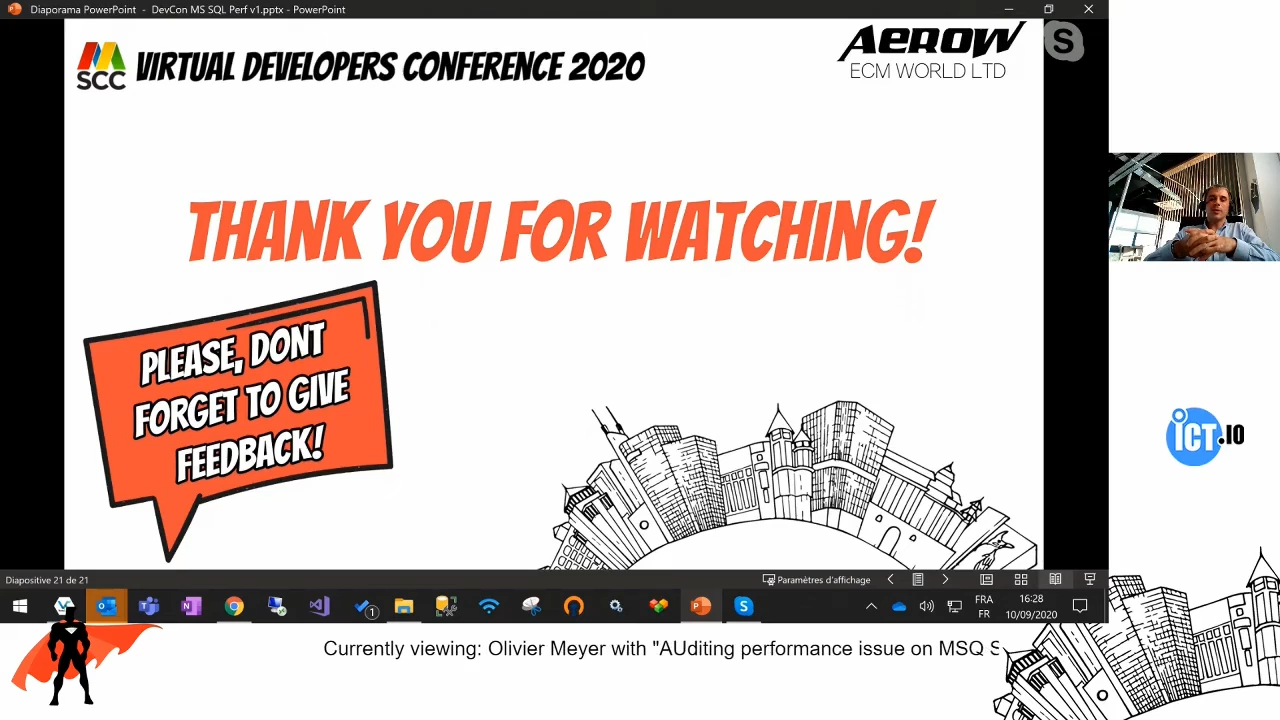 Diaporama PowerPoint - DevCon MS SQL Perf v1.pptx - PowerPoint
SCC VIRTUAL DEVELOPERS CONFERENCE 2020
AEROW
ECM WORLD LTD
S
THANK YOU FOR WATCHING!
PLEASE, DONT
FORGET TO GIVE
FEEDBACK!
iCT.IO
Diapositive 21 de 21
Paramètres d'affichage
N
1
S
FRA
FR
16:28
10/09/2020
Currently viewing: Olivier Meyer with "AUditing performance issue on MSQ S